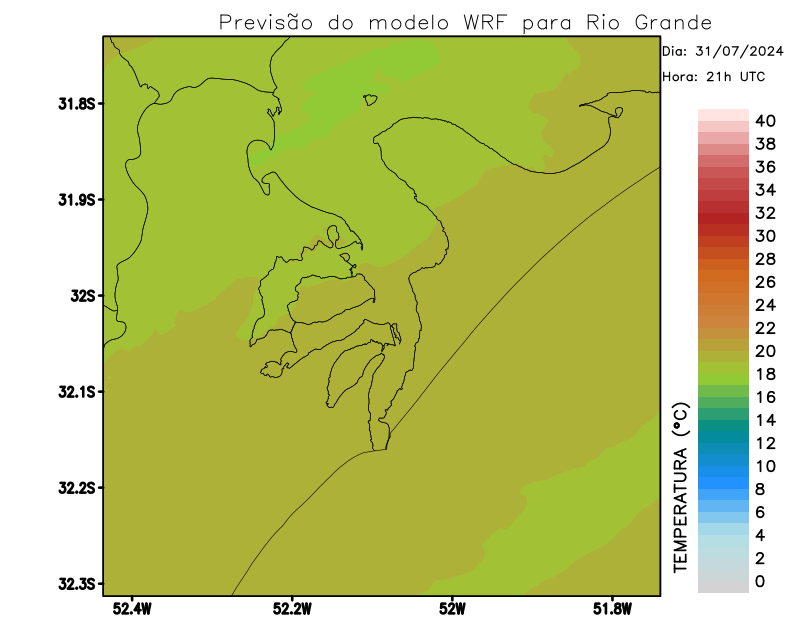 Previsão do modelo WRF para Rio Grande
Dia: 31/07/2024
Hora: 21h UTC
31.8S
31.9S
32S
32.1S
32.2S
32.3S
52.4W
52.2W
52W
51.8W
40
38
36
34
32
30
28
26
24
22
20
18
16
14
12
10
8
6
4
2
0
TEMPERATURA (°C)